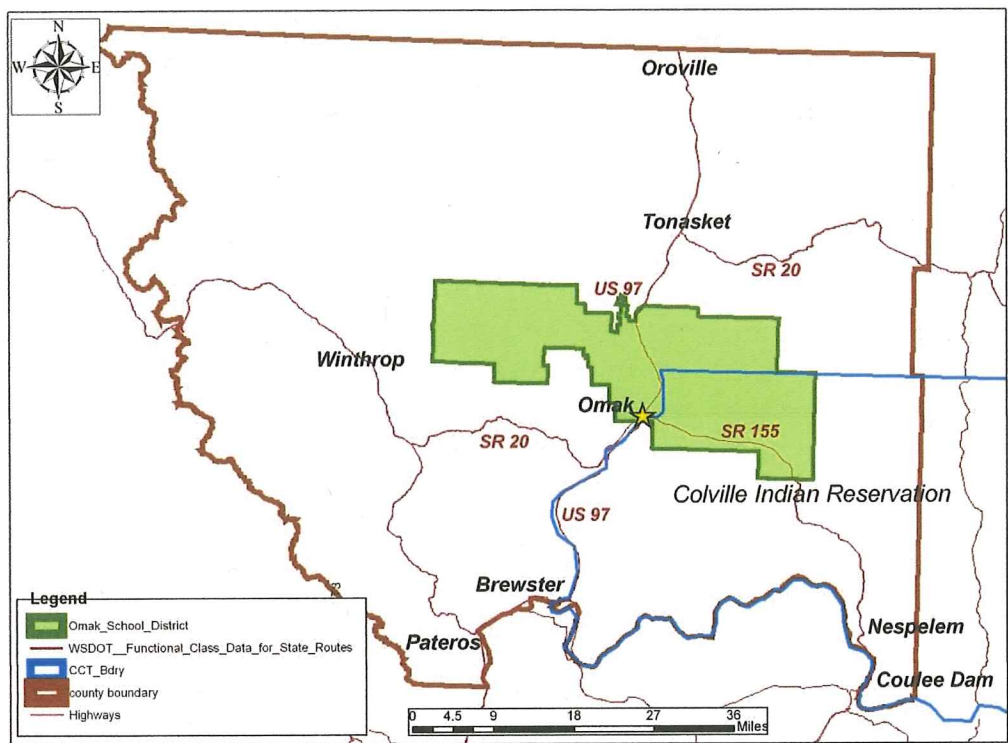 N
W E
S
Oroville
Tonasket
SR 20
US 97
Winthrop
Omak
SR 20
SR 155
Colville Indian Reservation
US 97
Brewster
Pateros
Nespelem
Coulee Dam
Legend
Omak_School_District
WSDOT__Functional_Class_Data_for_State_Routes
CCT_Bdry
county boundary
Highways
0 4.5 9 18 27 36
Miles